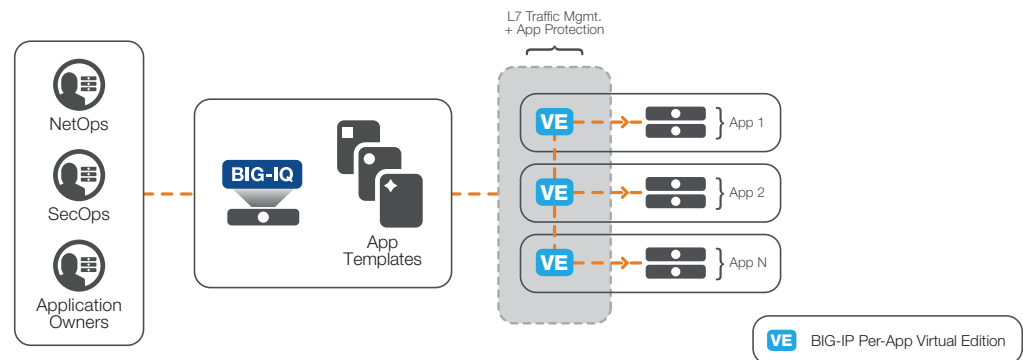 L7 Traffic Mgmt.
+ App Protection
NetOps
SecOps
Application
Owners
BIG-IQ
App
Templates
VE
App 1
VE
App 2
VE
App N
VE BIG-IP Per-App Virtual Edition